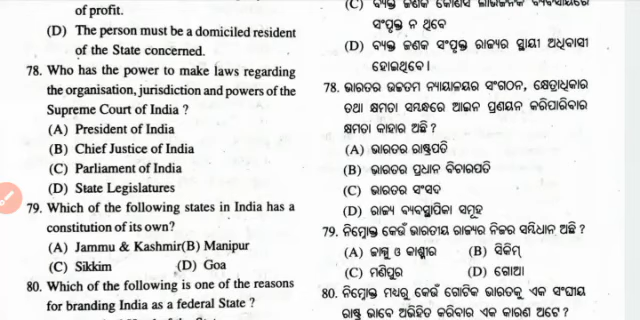 of profit.
(D) The person must be a domiciled resident
of the State concerned.
78. Who has the power to make laws regarding
the organisation, jurisdiction and powers of the
Supreme Court of India ?
(A) President of India
(B) Chief Justice of India
(C) Parliament of India
(D) State Legislatures
79. Which of the following states in India has a
constitution of its own?
(A) Jammu & Kashmir(B) Manipur
(C) Sikkim (D) Goa
80. Which of the following is one of the reasons
for branding India as a federal State ?
ସଂପୃକ୍ତ ନ ଥିବେ
(D) ବ୍ୟକ୍ତି ଜଣକ ସଂପୃକ୍ତ ରାଜ୍ୟର ସ୍ଥାୟୀ ଅଧିବାସୀ
ହୋଇଥିବେ।
78. ଭାରତର ଉଚ୍ଚତମ ନ୍ୟାୟାଳୟର ସଂଗଠନ, କ୍ଷେତ୍ରାଧିକାର
ତଥା କ୍ଷମତା ସମ୍ବନ୍ଧରେ ଆଇନ ପ୍ରଣୟନ କରିପାରିବାର
କ୍ଷମତା କାହାର ଅଛି ?
(A) ଭାରତର ରାଷ୍ଟ୍ରପତି
(B) ଭାରତର ପ୍ରଧାନ ବିଚାରପତି
(C) ଭାରତର ସଂସଦ
(D) ରାଜ୍ୟ ବ୍ୟବସ୍ଥାପିକା ସମୂହ
79. ନିମ୍ନୋକ୍ତ କେଉଁ ଭାରତୀୟ ରାଜ୍ୟର ନିଜର ସମ୍ବିଧାନ ଅଛି ?
(A) ଜାମ୍ମୁ ଓ କାଶ୍ମୀର (B) ସିକିମ୍
(C) ମଣିପୁର (D) ଗୋଆ
80. ନିମ୍ନୋକ୍ତ ମଧ୍ୟରୁ କେଉଁ ଗୋଟିକ ଭାରତକୁ ଏକ ସଂଘୀୟ
ରାଷ୍ଟ୍ର ଭାବେ ଅଭିହିତ କରିବାର ଏକ କାରଣ ଅଟେ ?